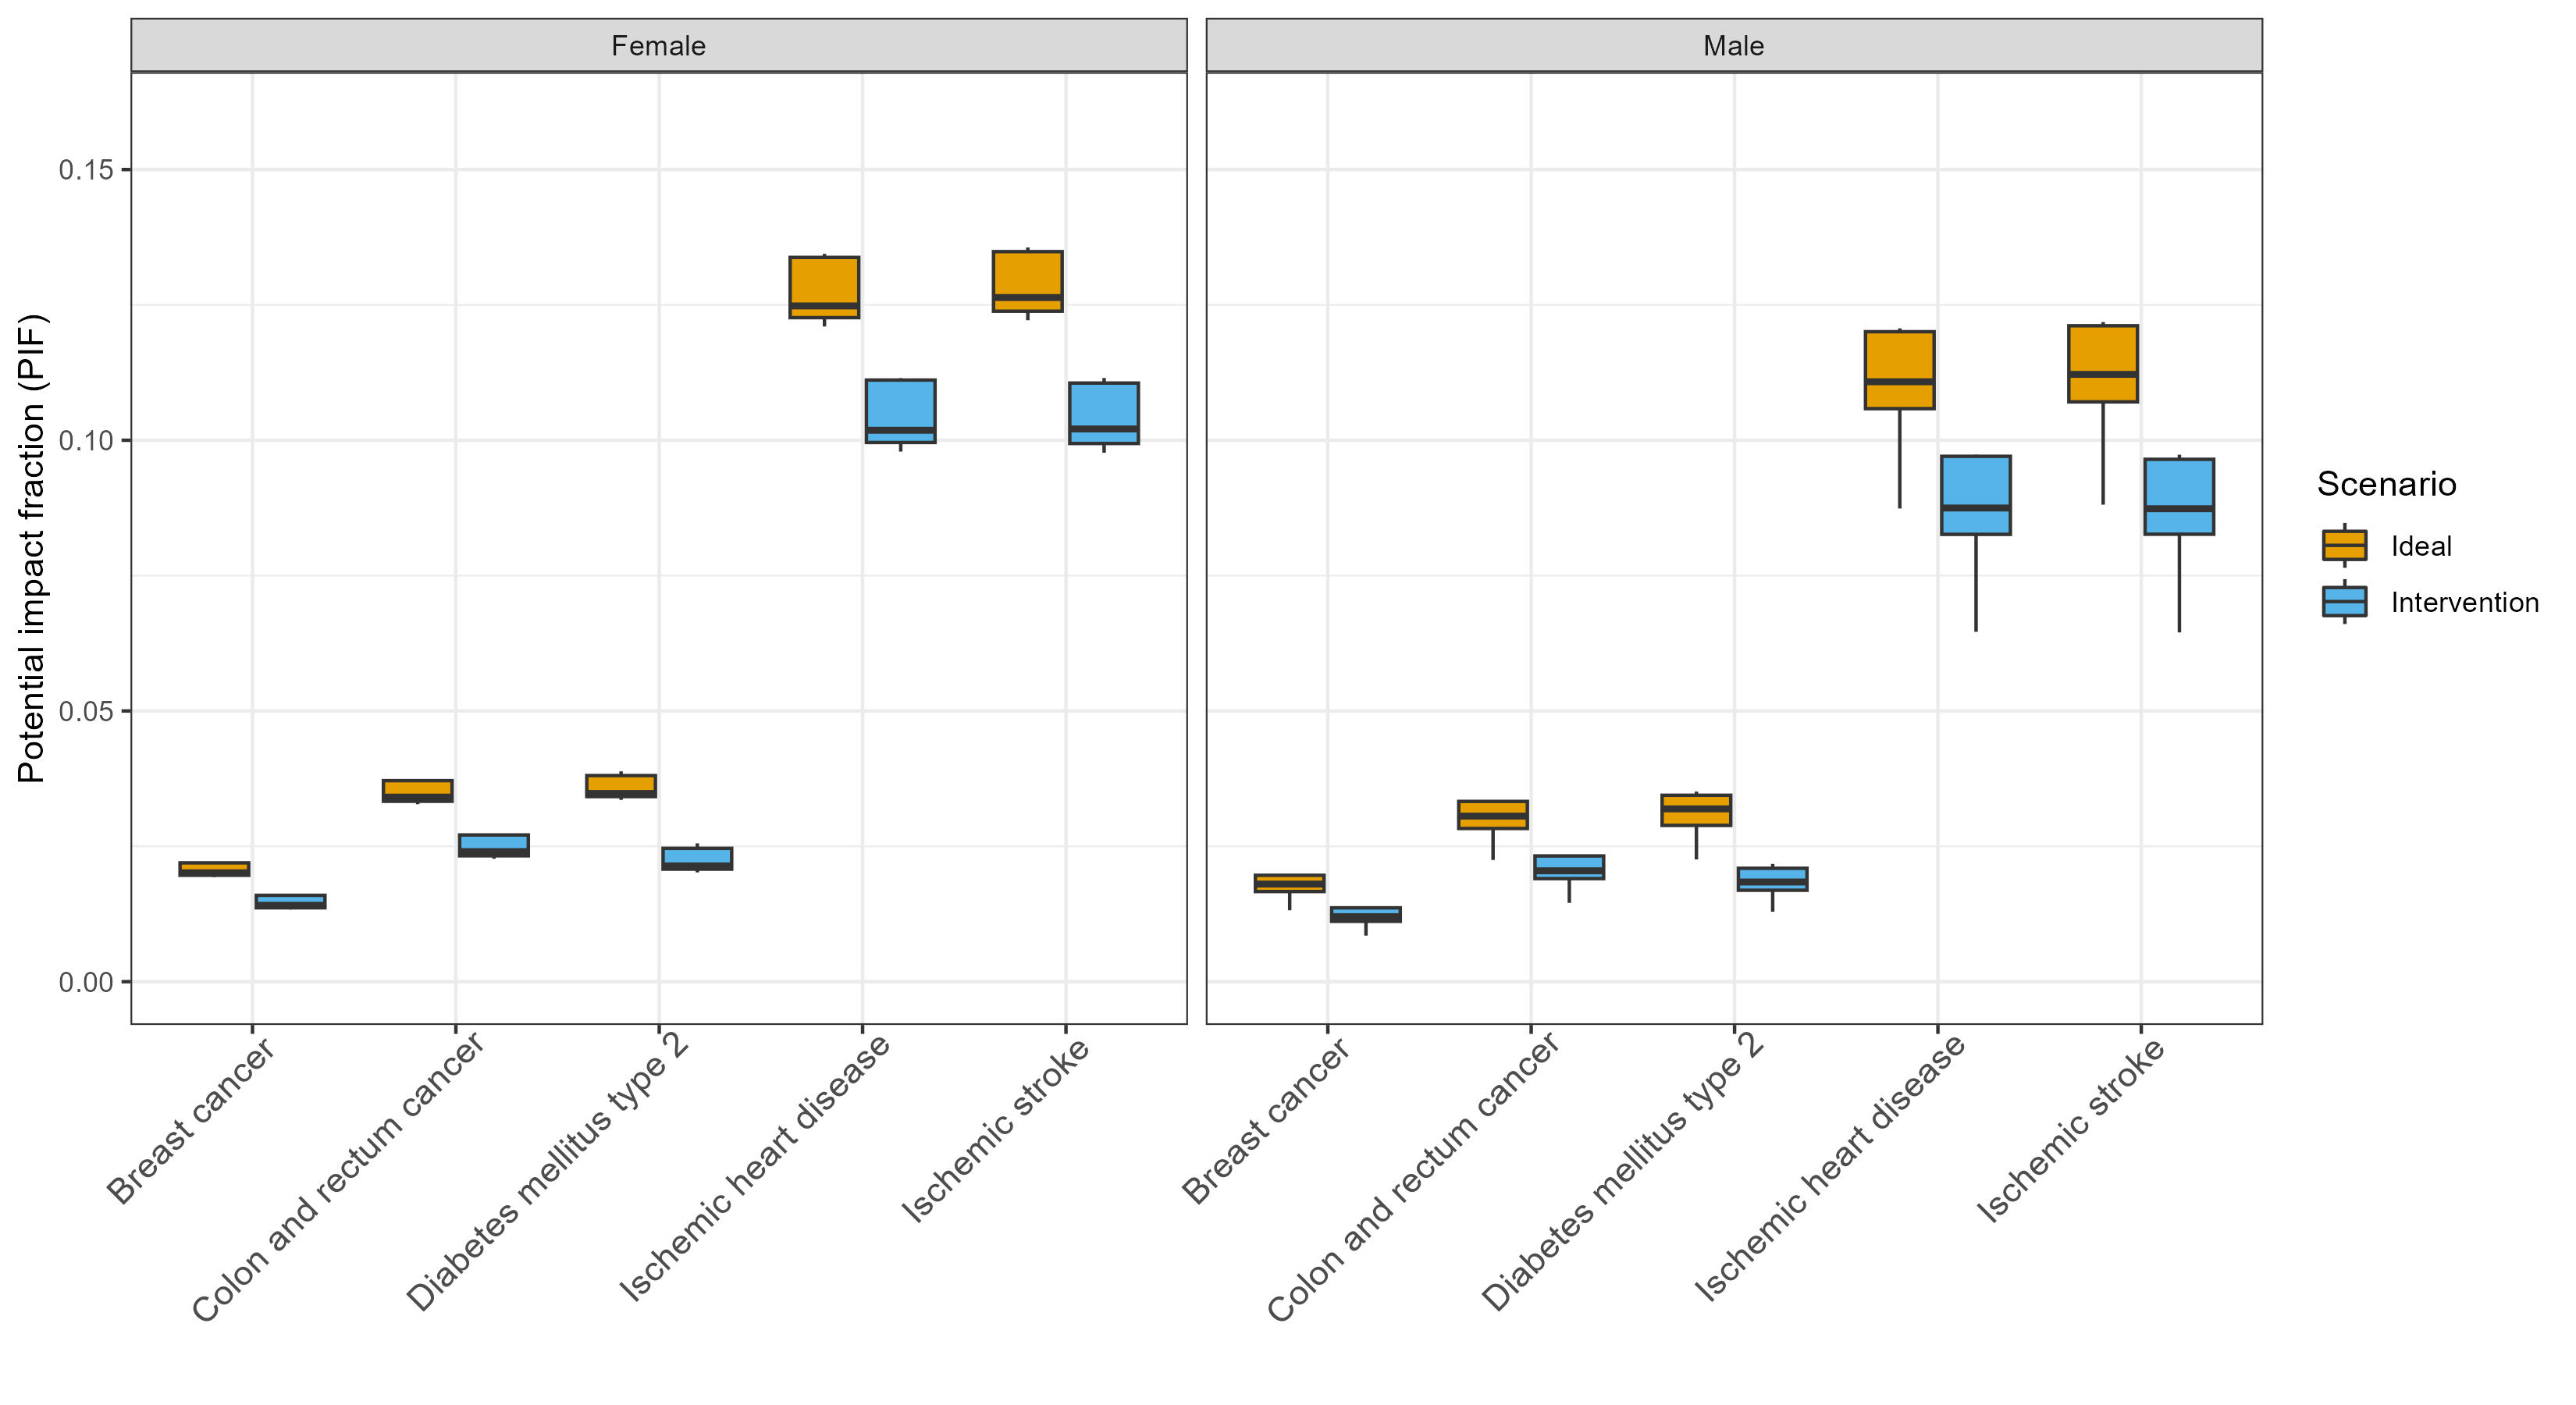 Female
Male
Potential impact fraction (PIF)
0.15
0.10
0.05
0.00
Breast cancer
Colon and rectum cancer
Diabetes mellitus type 2
Ischemic heart disease
Ischemic stroke
Breast cancer
Colon and rectum cancer
Diabetes mellitus type 2
Ischemic heart disease
Ischemic stroke
Scenario
Ideal
Intervention